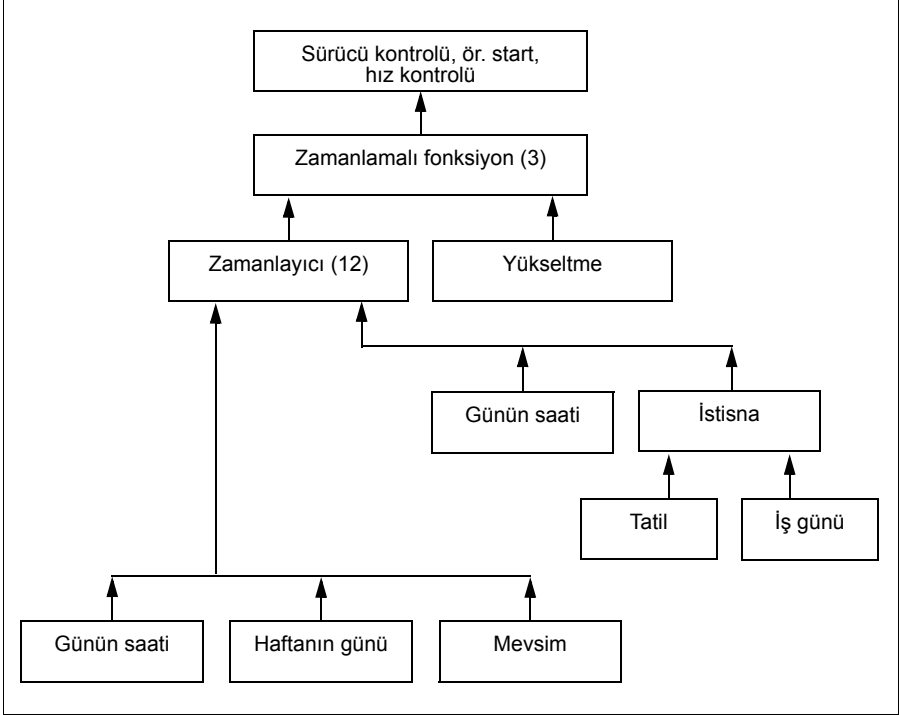 Sürücü kontrolü, ör. start,
hız kontrolü
Zamanlamalı fonksiyon (3)
Zamanlayıcı (12)
Yükseltme
Günün saati
İstisna
Tatil
İş günü
Günün saati
Haftanın günü
Mevsim